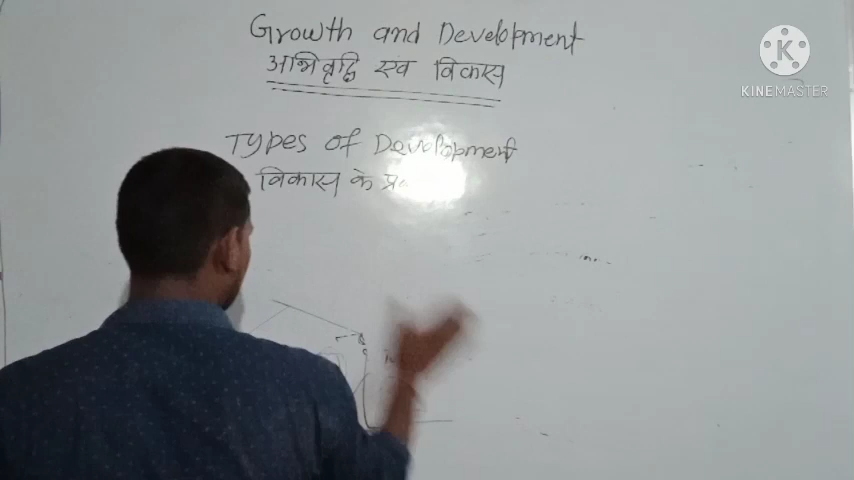 Growth and Development
अभिवृद्धि एवं विकास
Types of Development
विकास के
KINEMASTER